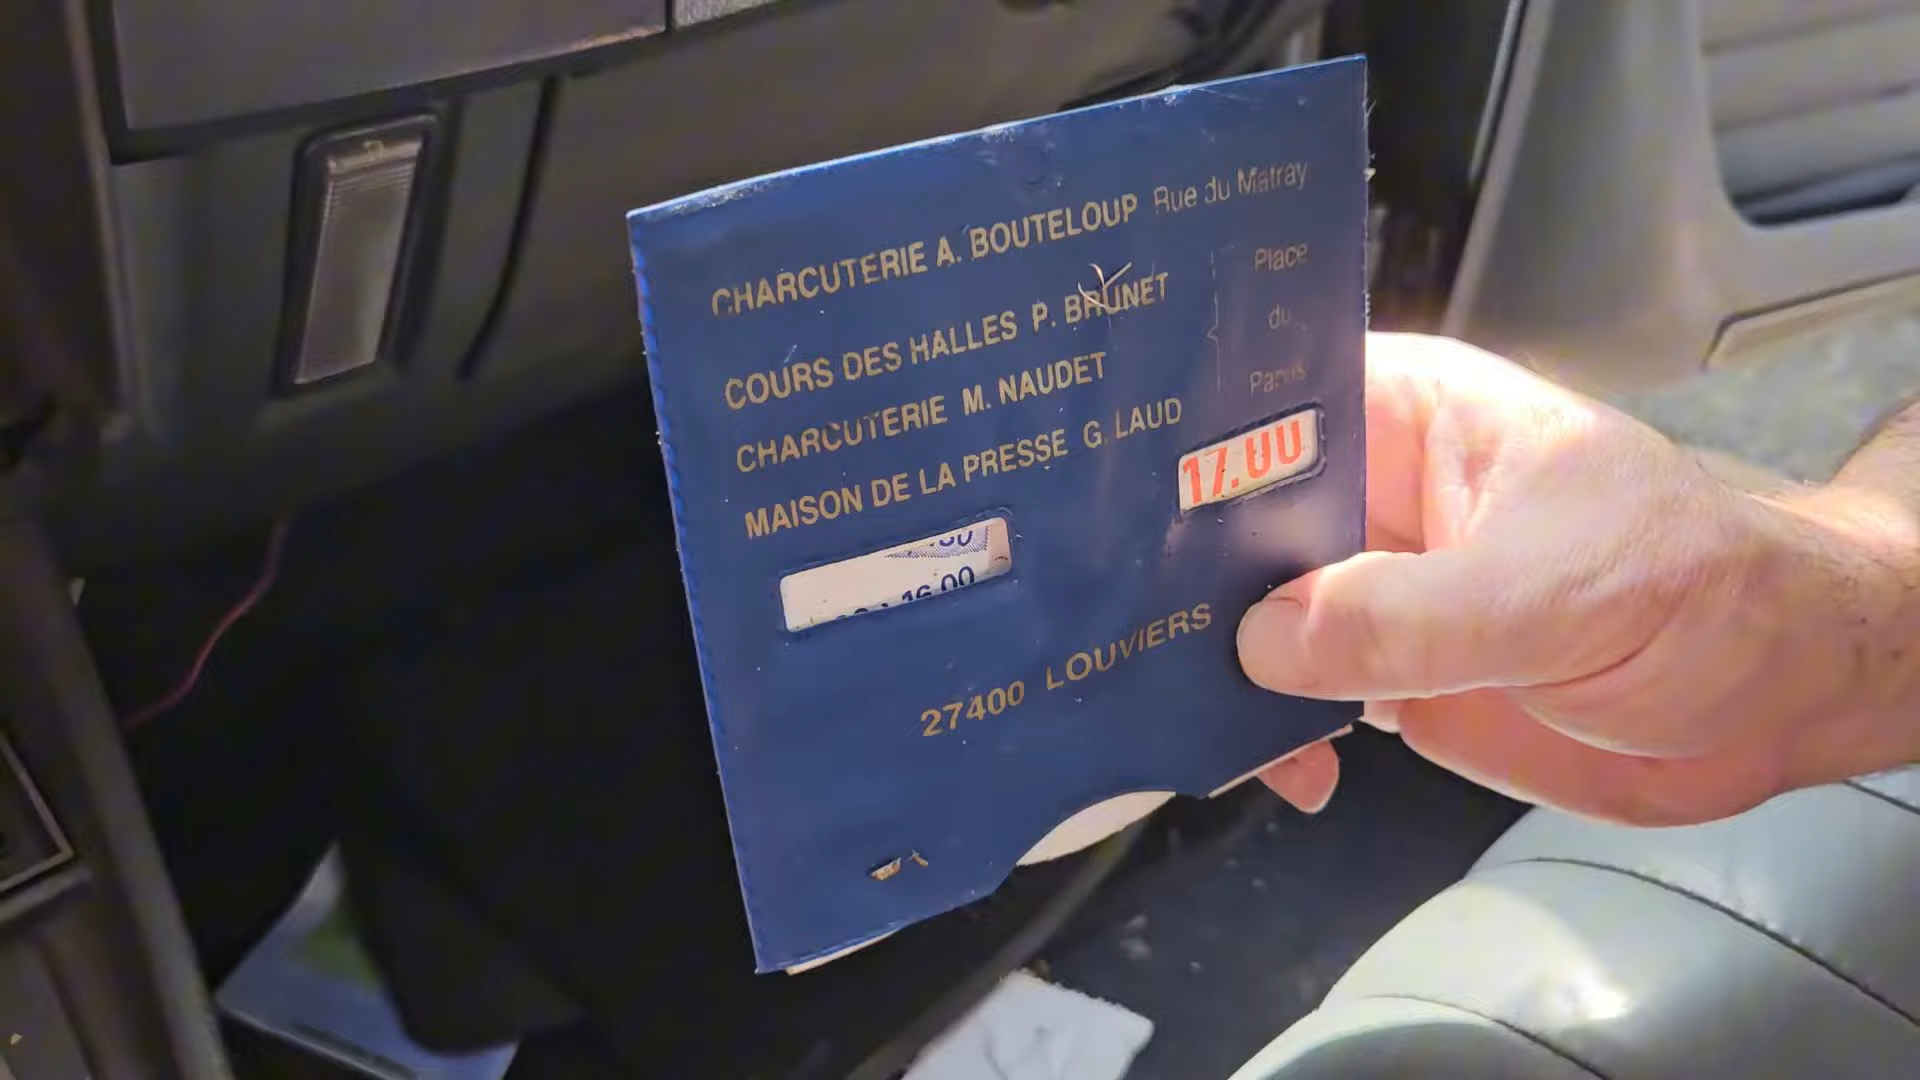 CHARCUTERIE A. BOUTELOUP Rue du Matray
COURS DES HALLES P. BRUNET
CHARCUTERIE M. NAUDET
MAISON DE LA PRESSE G. LAUD
Place
du
Parvis
17.00
16.00
27400 LOUVIERS